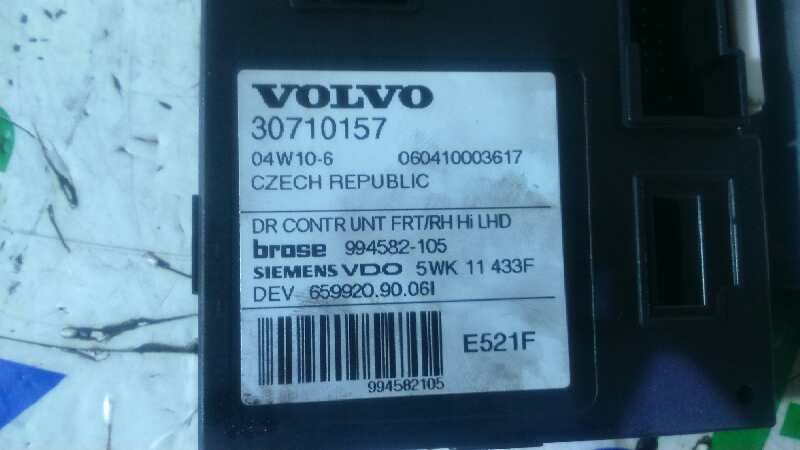 VOLVO
30710157
04W10-6 060410003617
CZECH REPUBLIC
DR CONTR UNT FRT/RH Hi LHD
brose 994582-105
SIEMENS VDO 5WK 11 433F
DEV 659920.90.06I
E521F
994582105